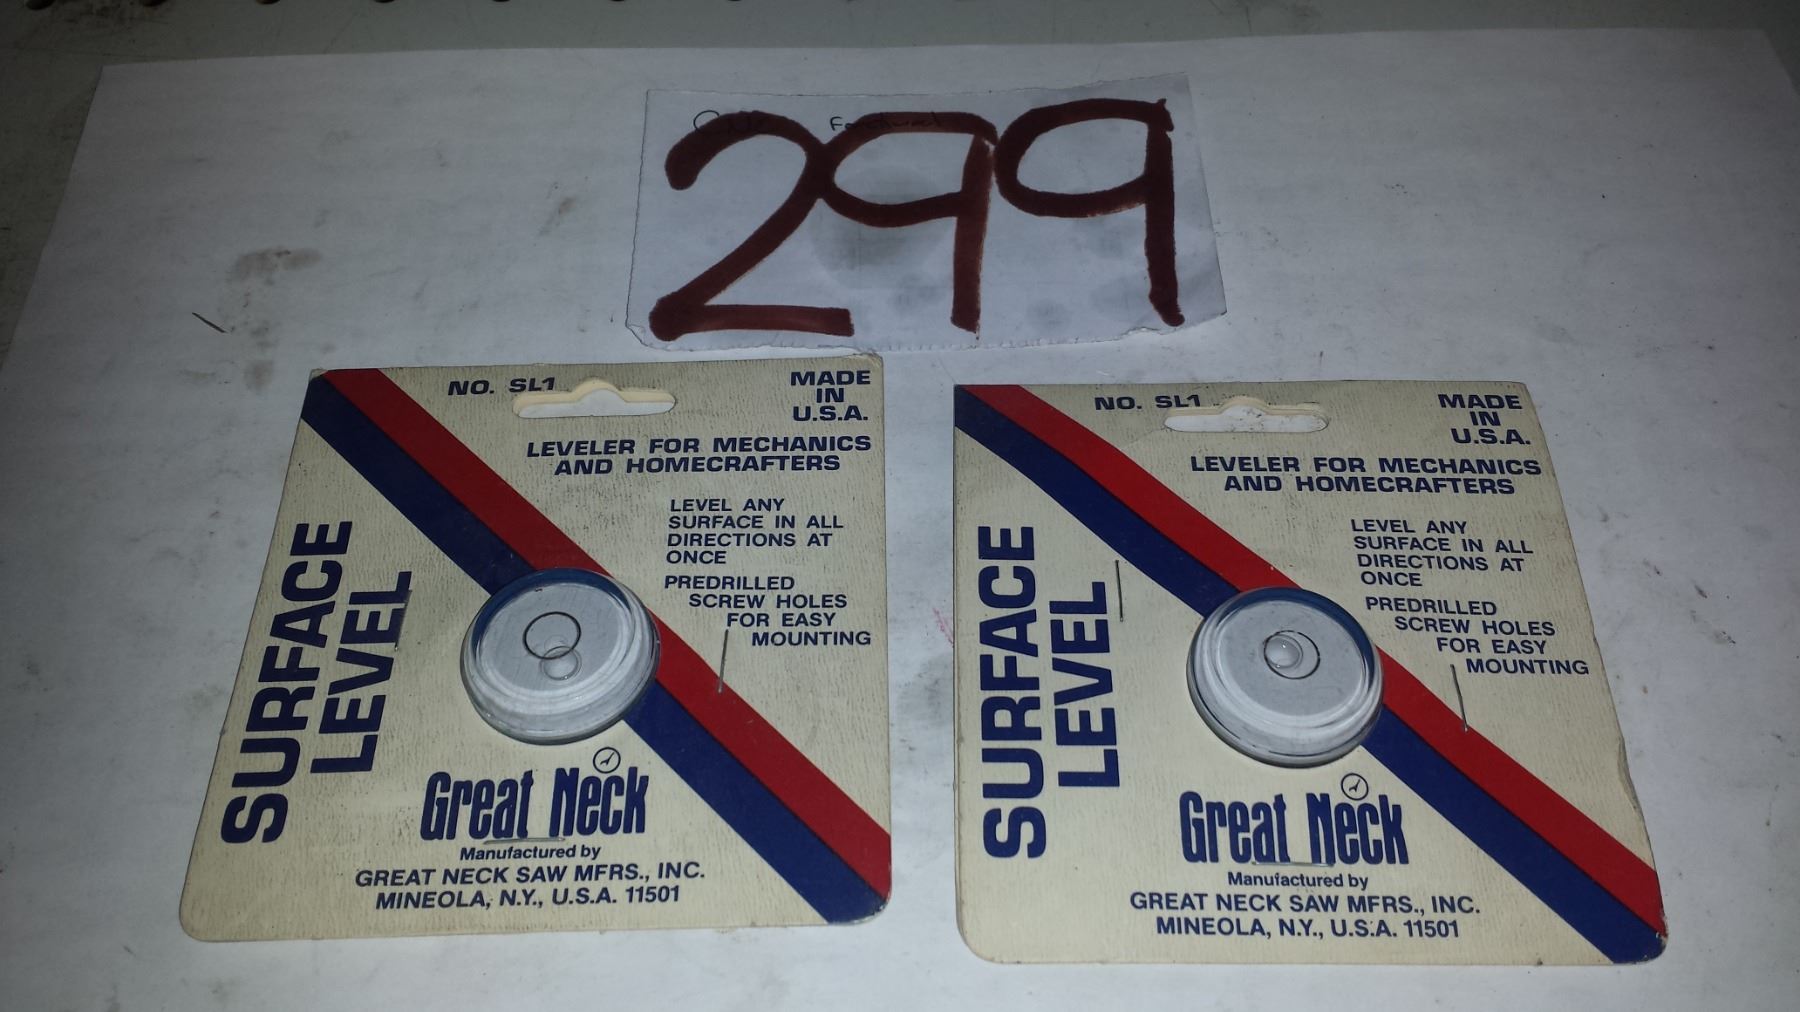 299
NO. SL1
MADE
IN
U.S.A.
LEVELER FOR MECHANICS
AND HOMECRAFTERS
LEVEL ANY
SURFACE IN ALL
DIRECTIONS AT
ONCE
PREDRILLED
SCREW HOLES
FOR EASY
MOUNTING
SURFACE
LEVEL
Great Neck
Manufactured by
GREAT NECK SAW MFRS., INC.
MINEOLA, N.Y., U.S.A. 11501
NO. SL1
MADE
IN
U.S.A.
LEVELER FOR MECHANICS
AND HOMECRAFTERS
LEVEL ANY
SURFACE IN ALL
DIRECTIONS AT
ONCE
PREDRILLED
SCREW HOLES
FOR EASY
MOUNTING
SURFACE
LEVEL
Great Neck
Manufactured by
GREAT NECK SAW MFRS., INC.
MINEOLA, N.Y., U.S.A. 11501